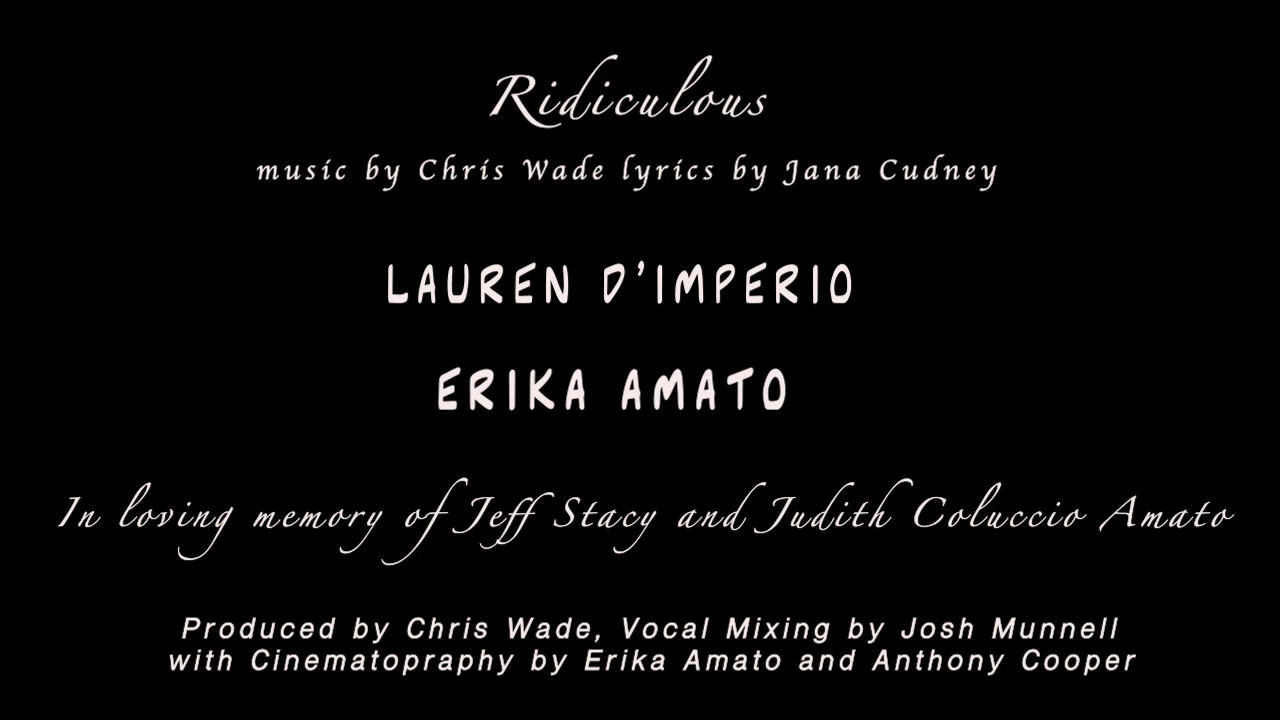 Ridiculous
music by Chris Wade lyrics by Jana Cudney
LAUREN D'IMPERIO
ERIKA AMATO
In loving memory of Jeff Stacy and Judith Coluccio Amato
Produced by Chris Wade, Vocal Mixing by Josh Munnell
with Cinematopraphy by Erika Amato and Anthony Cooper